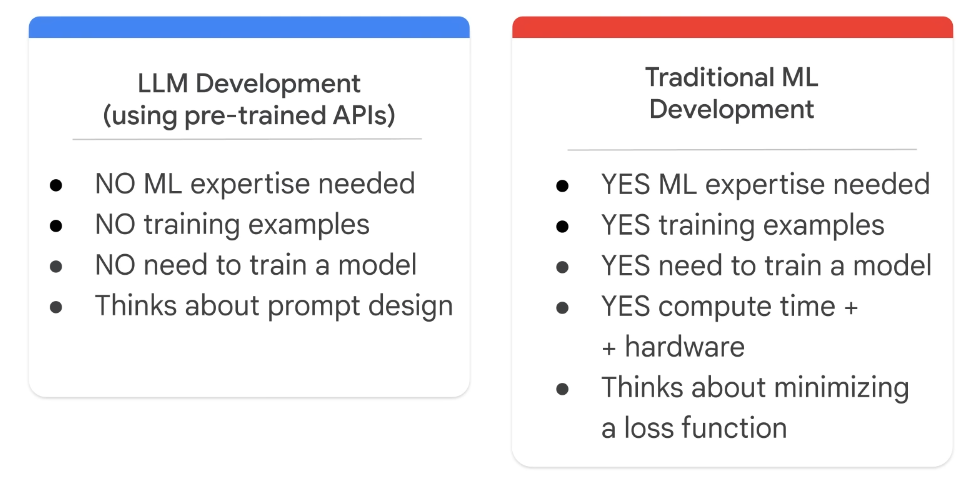 LLM Development
(using pre-trained APIs)
● NO ML expertise needed
● NO training examples
● NO need to train a model
● Thinks about prompt design
Traditional ML
Development
● YES ML expertise needed
● YES training examples
● YES need to train a model
● YES compute time +
+ hardware
● Thinks about minimizing
a loss function